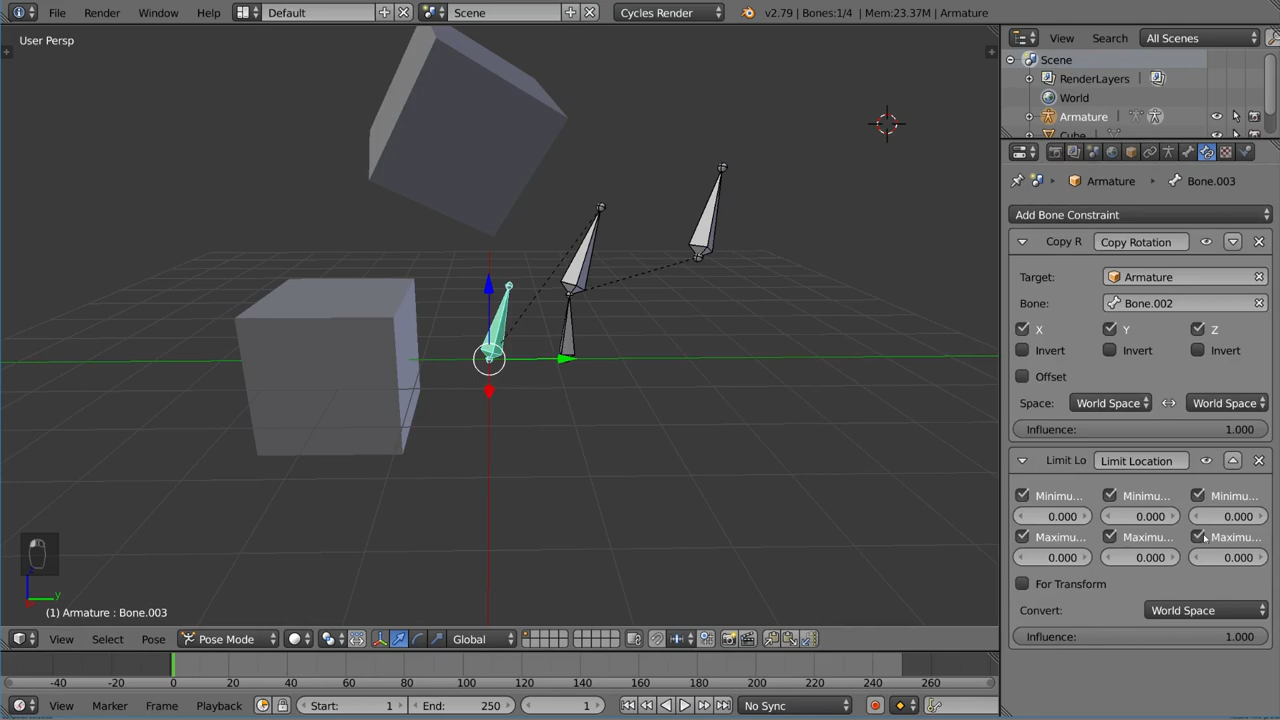 File Render Window Help Default Scene Cycles Render v2.79 | Bones:1/4 | Mem:23.37M | Armature
User Persp
View Search All Scenes
Scene
RenderLayers
World
Armature
Cube
Armature Bone.003
Add Bone Constraint
Copy R Copy Rotation
Target: Armature
Bone: Bone.002
X Y Z
Invert Invert Invert
Offset
Space: World Space World Space
Influence: 1.000
Limit Lo Limit Location
Minimu... Minimu... Minimu...
0.000 0.000 0.000
Maximu... Maximu... Maximu...
0.000 0.000 0.000
For Transform
Convert: World Space
Influence: 1.000
y
(1) Armature : Bone.003
View Select Pose Pose Mode Global
-40 -20 0 20 40 60 80 100 120 140 160 180 200 220 240 260
View Marker Frame Playback Start: 1 End: 250 1 No Sync